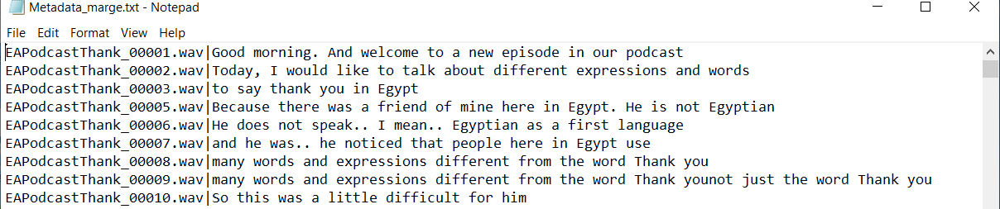 Metadata_marge.txt - Notepad
File Edit Format View Help
EAPodcastThank_00001.wav|Good morning. And welcome to a new episode in our podcast
EAPodcastThank_00002.wav|Today, I would like to talk about different expressions and words
EAPodcastThank_00003.wav|to say thank you in Egypt
EAPodcastThank_00005.wav|Because there was a friend of mine here in Egypt. He is not Egyptian
EAPodcastThank_00006.wav|He does not speak.. I mean.. Egyptian as a first language
EAPodcastThank_00007.wav|and he was.. he noticed that people here in Egypt use
EAPodcastThank_00008.wav|many words and expressions different from the word Thank you
EAPodcastThank_00009.wav|many words and expressions different from the word Thank younot just the word Thank you
EAPodcastThank_00010.wav|So this was a little difficult for him